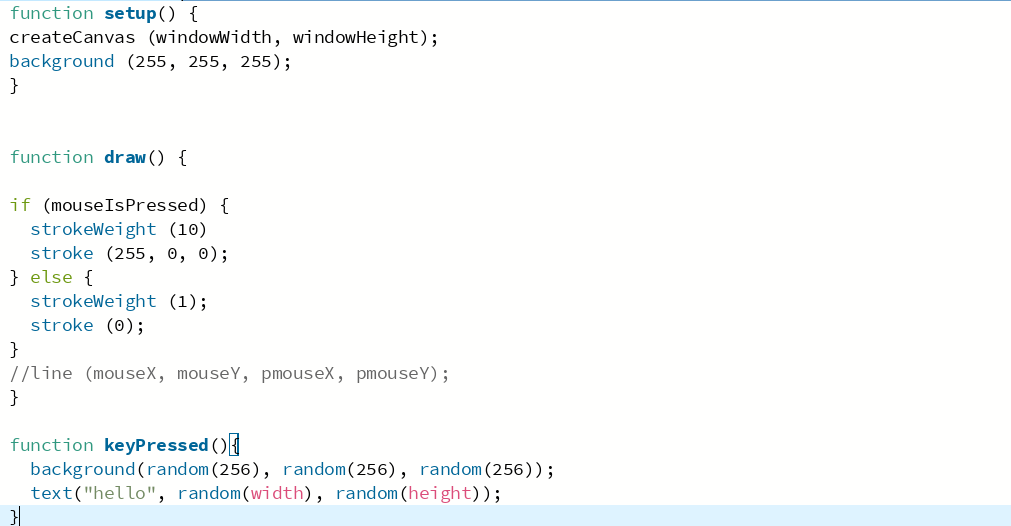 function setup() {
createCanvas (windowWidth, windowHeight);
background (255, 255, 255);
}
function draw() {
if (mouseIsPressed) {
strokeWeight (10)
stroke (255, 0, 0);
} else {
strokeWeight (1);
stroke (0);
}
//line (mouseX, mouseY, pmouseX, pmouseY);
}
function keyPressed(){
background(random(256), random(256), random(256));
text("hello", random(width), random(height));
}